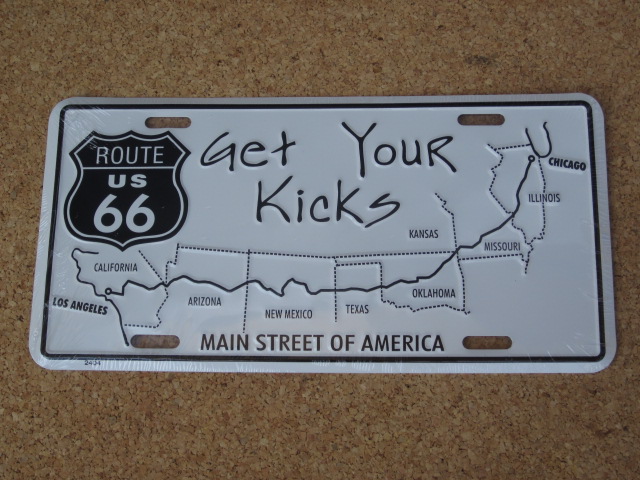 ROUTE
US
66
Get Your
Kicks
CHICAGO
ILLINOIS
KANSAS
MISSOURI
CALIFORNIA
LOS ANGELES
ARIZONA
NEW MEXICO
TEXAS
OKLAHOMA
MAIN STREET OF AMERICA
2404